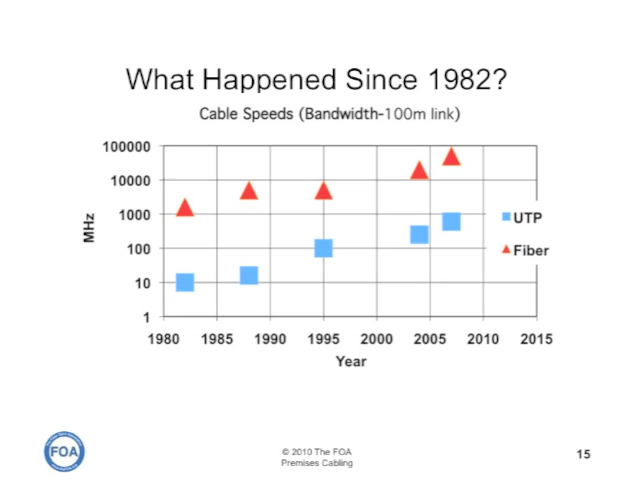 What Happened Since 1982?
Cable Speeds (Bandwidth-100m link)
100000
10000
1000
100
10
1
MHz
UTP
Fiber
1980 1985 1990 1995 2000 2005 2010 2015
Year
FOA
© 2010 The FOA
Premises Cabling
15